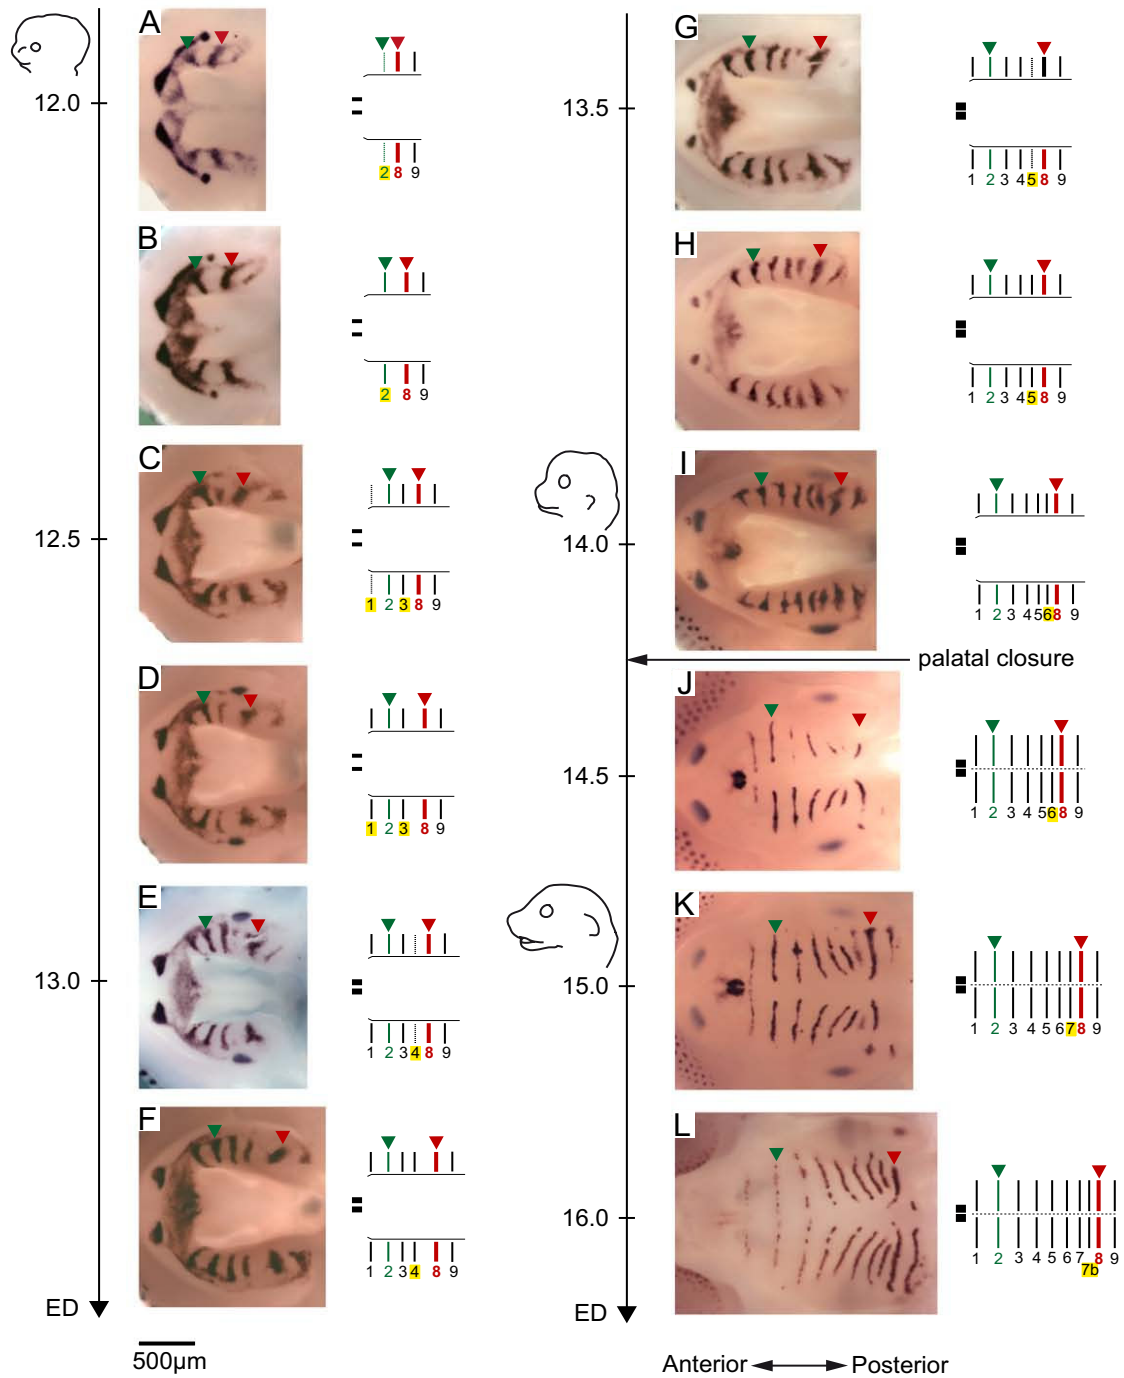 A
12.0
2 8 9
B
2 8 9
C
12.5
1 2 3 8 9
D
1 2 3 8 9
E
13.0
1 2 3 4 8 9
F
1 2 3 4 8 9
ED
500µm
G
13.5
1 2 3 4 5 8 9
H
1 2 3 4 5 8 9
I
14.0
1 2 3 4 5 6 8 9
palatal closure
J
14.5
1 2 3 4 5 6 8 9
K
15.0
1 2 3 4 5 6 7 8 9
L
16.0
1 2 3 4 5 6 7 8 9
7b
ED
Anterior Posterior